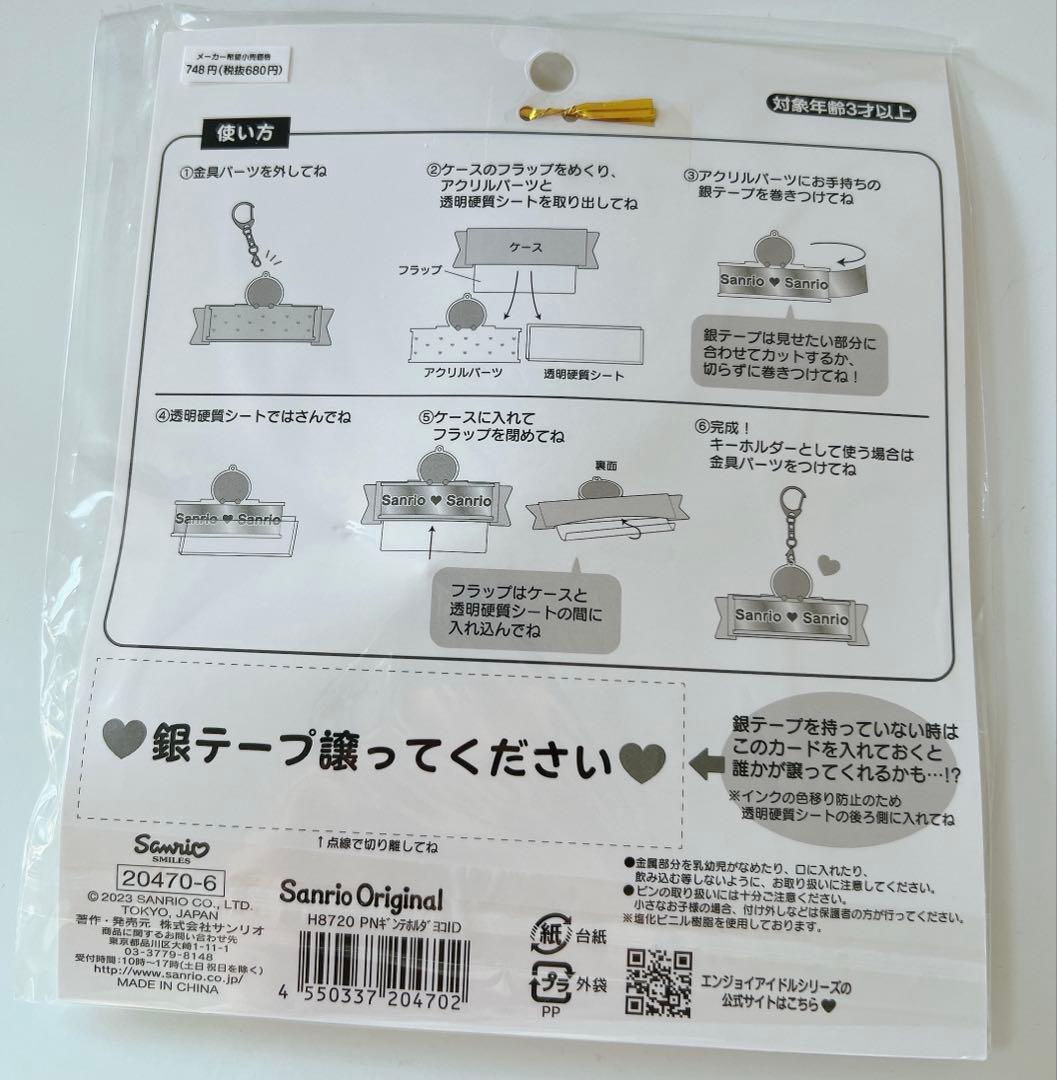 メーカー希望小売価格
748円(税抜680円)
対象年齢3才以上
使い方
①金具パーツを外してね
②ケースのフラップをめくり、
アクリルパーツと
透明硬質シートを取り出してね
ケース
フラップ
アクリルパーツ
透明硬質シート
③アクリルパーツにお手持ちの
銀テープを巻きつけてね
Sanrio ♥ Sanrio
銀テープは見せたい部分に
合わせてカットするか、
切らずに巻きつけてね！
④透明硬質シートではさんでね
Sanrio ♥ Sanrio
⑤ケースに入れて
フラップを閉めてね
Sanrio ♥ Sanrio
裏面
フラップはケースと
透明硬質シートの間に
入れ込んでね
⑥完成！
キーホルダーとして使う場合は
金具パーツをつけてね
Sanrio ♥ Sanrio
♥銀テープ譲ってください♥
銀テープを持っていない時は
このカードを入れておくと
誰かが譲ってくれるかも…!?
※インクの色移り防止のため
透明硬質シートの後ろ側に入れてね
↑点線で切り離してね
Sanrio
SMILES
20470-6
©2023 SANRIO CO., LTD.
TOKYO, JAPAN
著作・発売元 株式会社サンリオ
商品に関するお問い合わせ先
東京都品川区大崎1-11-1
03-3779-8148
受付時間:10時〜17時(土日祝日を除く)
http://www.sanrio.co.jp/
MADE IN CHINA
Sanrio Original
H8720 PNｷﾞﾝﾃﾎﾙﾀﾞ ﾖｺID
4 550337 204702
紙 台紙
プラ 外袋
PP
●金属部分を乳幼児がなめたり、口に入れたり、
飲み込む等しないように、お取り扱いに注意してください。
●ピンの取り扱いには十分ご注意ください。
小さなお子様の場合、付け外しなどは保護者の方が行ってください。
※塩化ビニル樹脂を使用しております。
エンジョイアイドルシリーズの
公式サイトはこちら♥